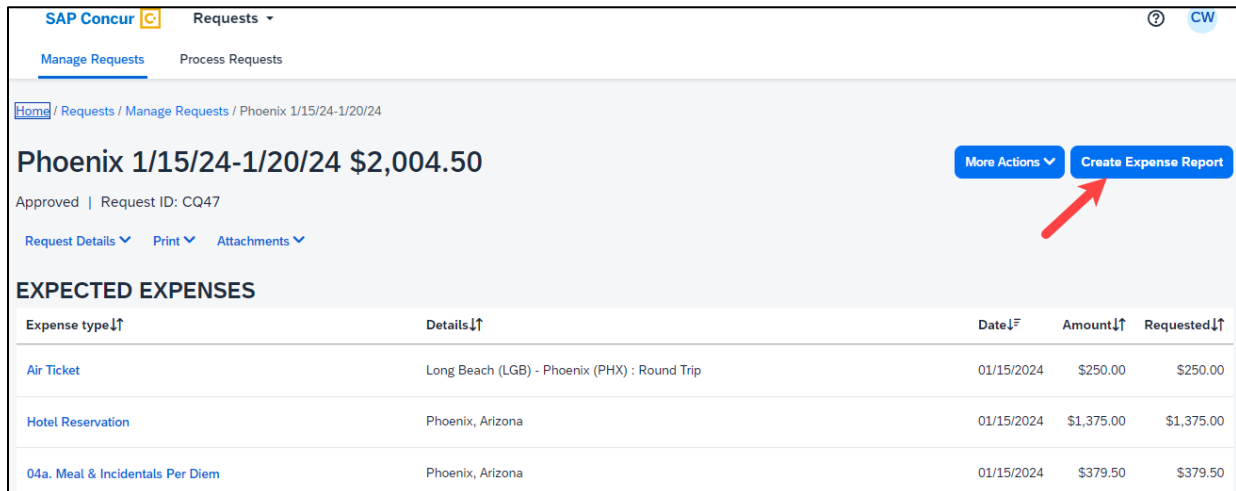 SAP Concur C. Requests
CW
Manage Requests Process Requests
Home / Requests / Manage Requests / Phoenix 1/15/24-1/20/24
Phoenix 1/15/24-1/20/24 $2,004.50
More Actions Create Expense Report
Approved | Request ID: CQ47
Request Details Print Attachments
EXPECTED EXPENSES
Expense type Details Date Amount Requested
Air Ticket Long Beach (LGB) - Phoenix (PHX) : Round Trip 01/15/2024 $250.00 $250.00
Hotel Reservation Phoenix, Arizona 01/15/2024 $1,375.00 $1,375.00
04a. Meal & Incidentals Per Diem Phoenix, Arizona 01/15/2024 $379.50 $379.50